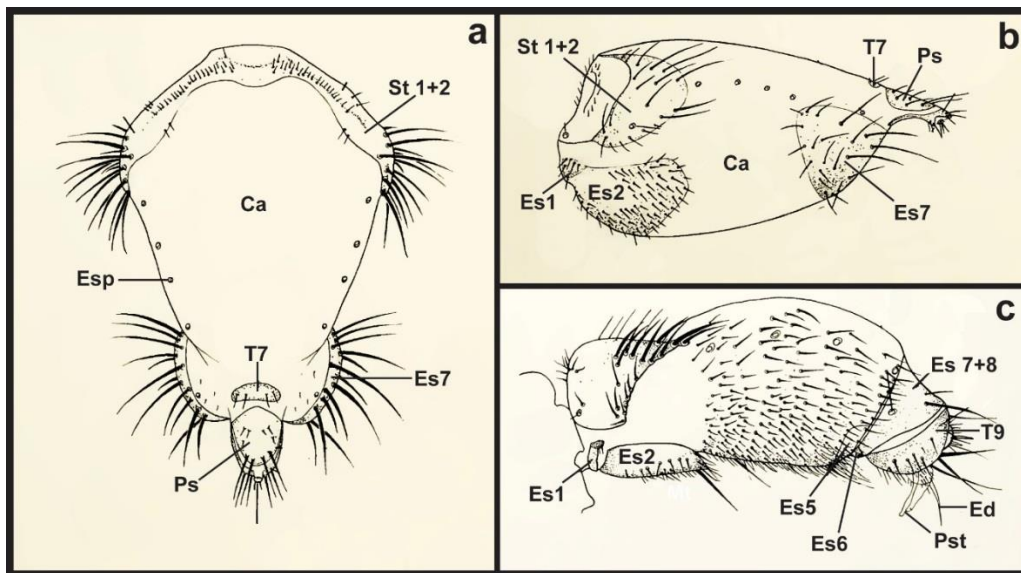 a
St 1+2
Ca
Esp
T7
Es7
Ps
b
St 1+2
T7
Ps
Es1
Es2
Ca
Es7
c
Es 7+8
T9
Es1
Es2
Es5
Ed
Es6
Pst